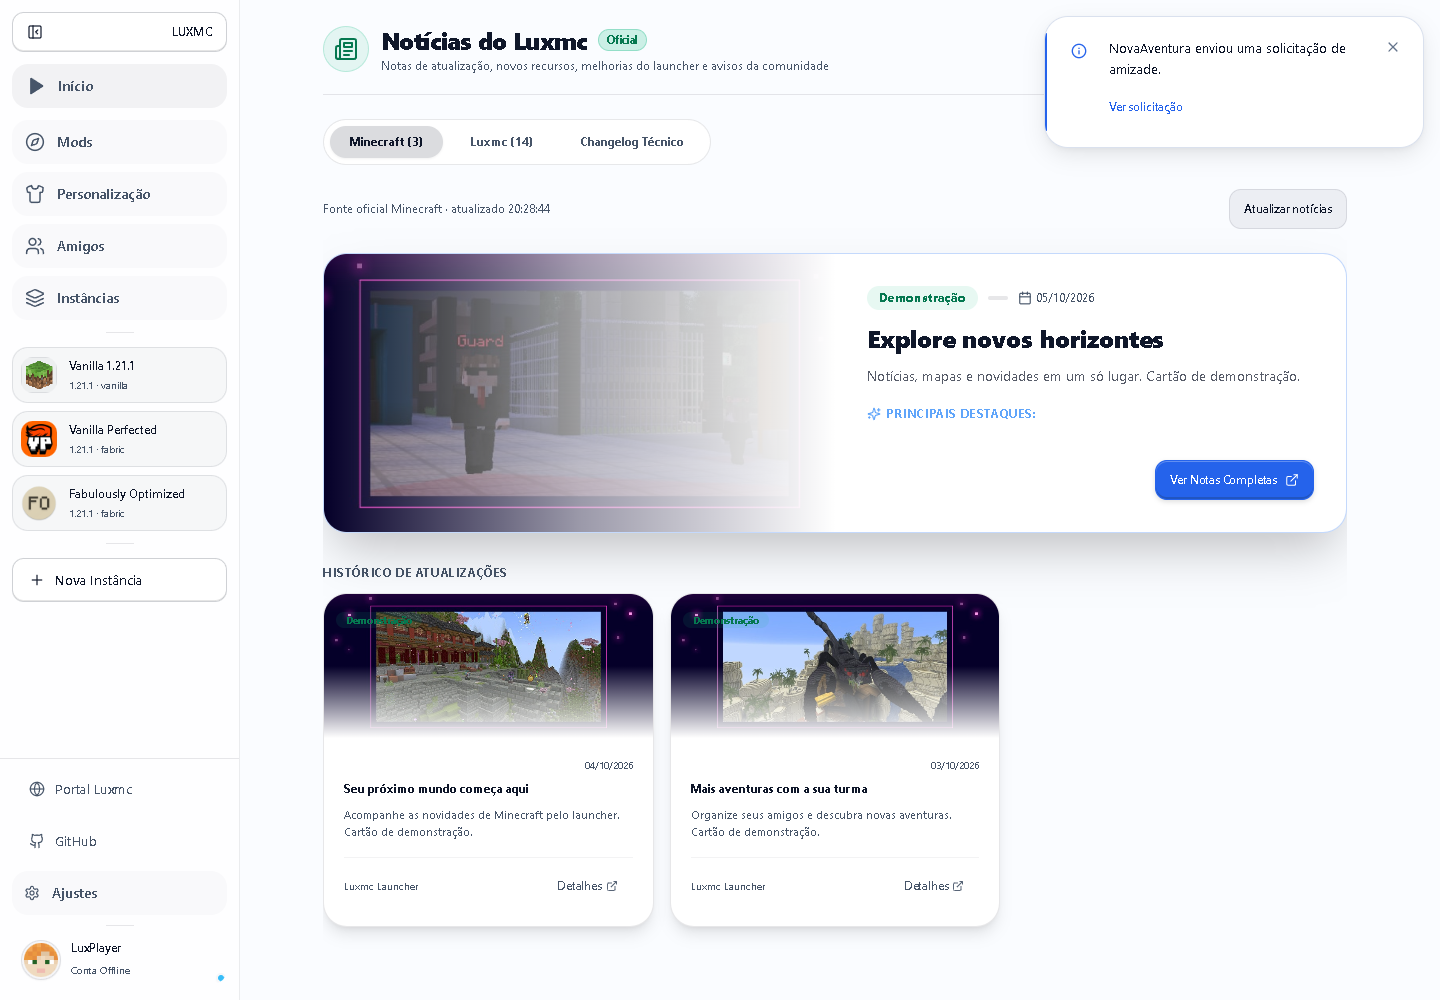 LUXMC
Início
Mods
Personalização
Amigos
Instâncias
Vanilla 1.21.1
1.21.1 · vanilla
Vanilla Perfected
1.21.1 · fabric
Fabulously Optimized
1.21.1 · fabric
Nova Instância
Portal Luxmc
GitHub
Ajustes
LuxPlayer
Conta Offline
Notícias do Luxmc
Oficial
Notas de atualização, novos recursos, melhorias do launcher e avisos da comunidade
NovaAventura enviou uma solicitação de
amizade.
Ver solicitação
Minecraft (3)
Luxmc (14)
Changelog Técnico
Fonte oficial Minecraft · atualizado 20:28:44
Atualizar notícias
Guard
Demonstração
05/10/2026
Explore novos horizontes
Notícias, mapas e novidades em um só lugar. Cartão de demonstração.
PRINCIPAIS DESTAQUES:
Ver Notas Completas
HISTÓRICO DE ATUALIZAÇÕES
Demonstração
04/10/2026
Seu próximo mundo começa aqui
Acompanhe as novidades de Minecraft pelo launcher.
Cartão de demonstração.
Luxmc Launcher
Detalhes
Demonstração
03/10/2026
Mais aventuras com a sua turma
Organize seus amigos e descubra novas aventuras.
Cartão de demonstração.
Luxmc Launcher
Detalhes